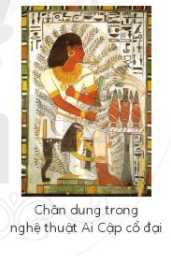 Chân dung trong
nghệ thuật Ai Cập cổ đại